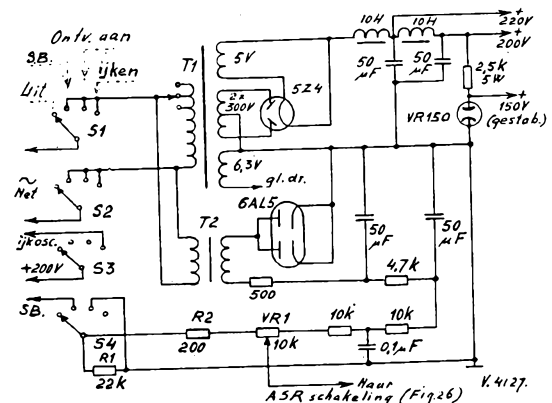 S.B.
Ontv. aan
ijken
Uit
S1
~
Net
S2
ijkosc.
+200V
S3
SB.
S4
R1
22k
T1
5V
2x
300V
6,3V
gl. dr.
5Z4
T2
6AL5
10H
10H
50
μF
50
μF
+
220V
+
200V
2,5k
5W
VR150
+
150V
(gestab.)
50
μF
50
μF
500
4,7k
R2
200
VR1
10k
10k
10k
0,1μF
Naar
ASR schakeling (Fig.26)
V.4127.